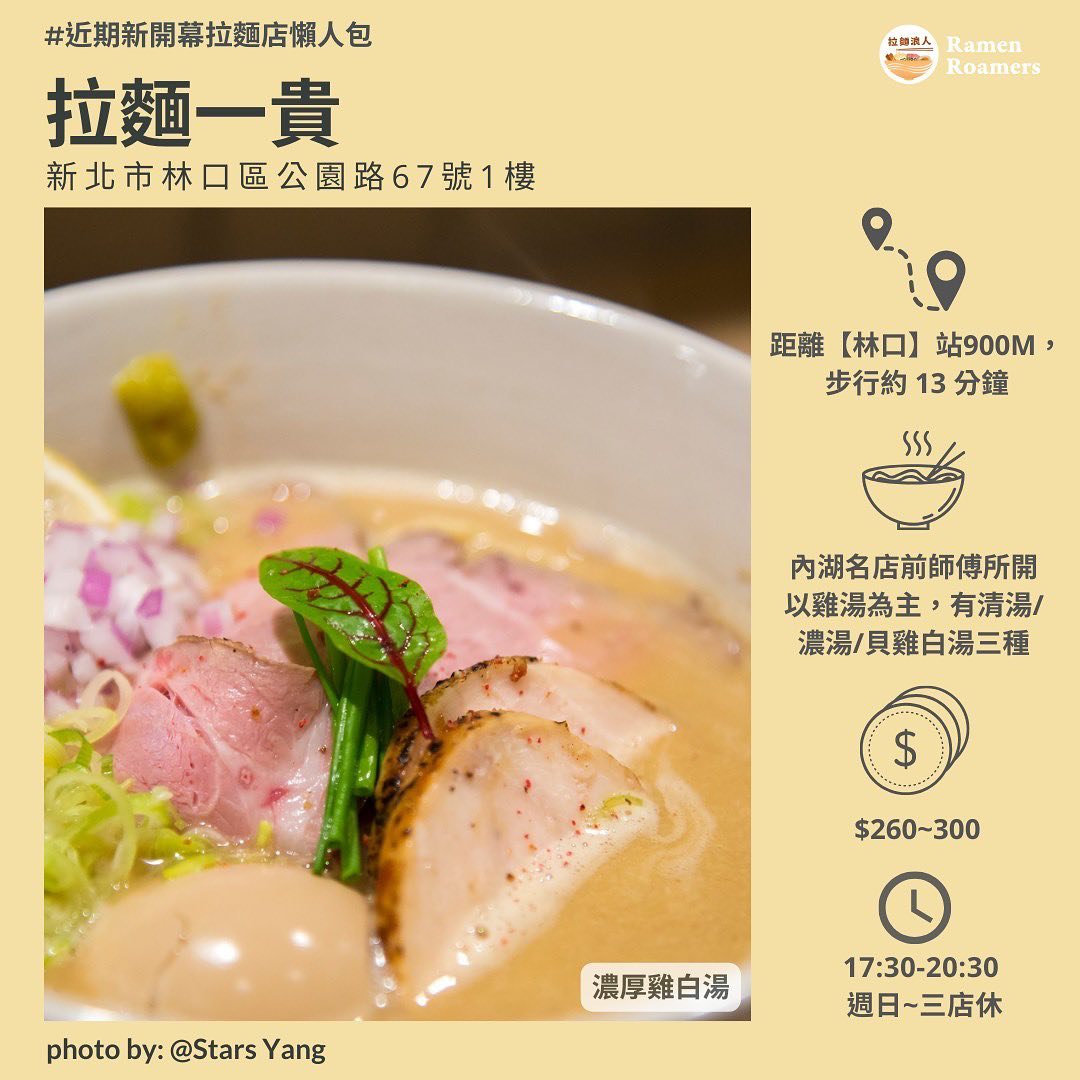 #近期新開幕拉麵店懶人包
拉麵浪人
Ramen
Roamers
拉麵一貴
新北市林口區公園路67號1樓
距離【林口】站900M，
步行約 13 分鐘
內湖名店前師傅所開
以雞湯為主，有清湯/
濃湯/貝雞白湯三種
$
$260~300
17:30-20:30
週日~三店休
濃厚雞白湯
photo by: @Stars Yang